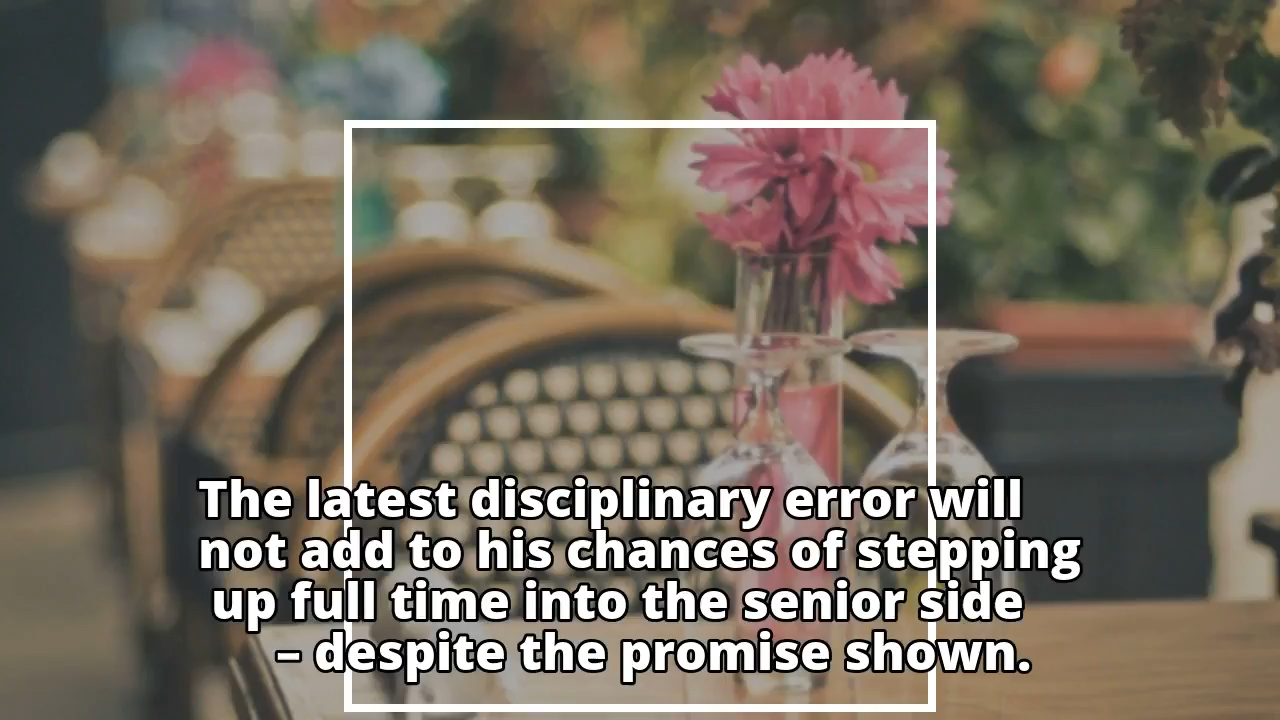 The latest disciplinary error will
not add to his chances of stepping
up full time into the senior side
– despite the promise shown.